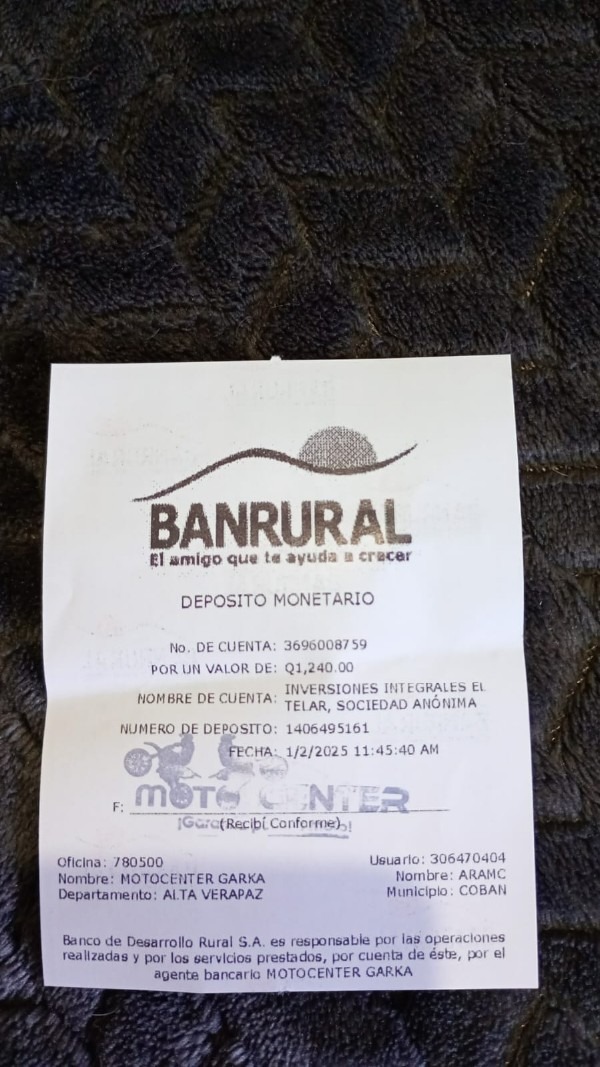 BANRURAL
El amigo que te ayuda a crecer
DEPOSITO MONETARIO
No. DE CUENTA: 3696008759
POR UN VALOR DE: Q1,240.00
NOMBRE DE CUENTA: INVERSIONES INTEGRALES EL
TELAR, SOCIEDAD ANÓNIMA
NUMERO DE DEPOSITO: 1406495161
FECHA: 1/2/2025 11:45:40 AM
MOTO CENTER
F:
(Recibí Conforme)
Oficina: 780500 Usuario: 306470404
Nombre: MOTOCENTER GARKA Nombre: ARAMC
Departamento: ALTA VERAPAZ Municipio: COBAN
Banco de Desarrollo Rural S.A. es responsable por las operaciones
realizadas y por los servicios prestados, por cuenta de éste, por el
agente bancario MOTOCENTER GARKA